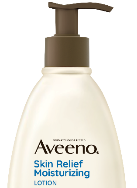 Aveeno
Skin Relief
Moisturizing
LOTION